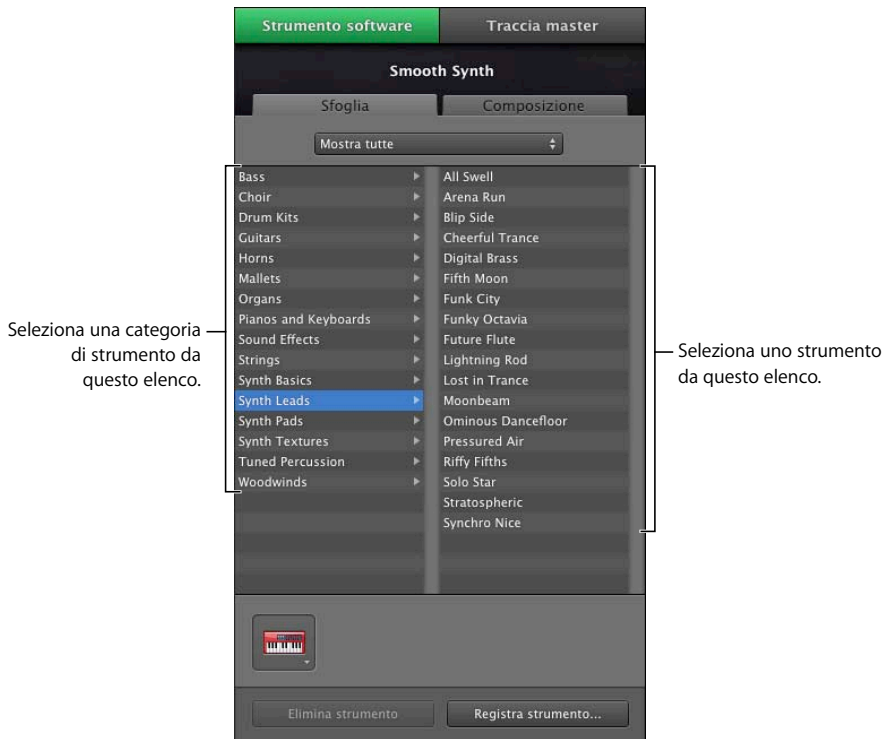 Strumento software
Traccia master
Smooth Synth
Sfoglia
Composizione
Mostra tutte
Bass
Choir
Drum Kits
Guitars
Horns
Mallets
Organs
Pianos and Keyboards
Sound Effects
Strings
Synth Basics
Synth Leads
Synth Pads
Synth Textures
Tuned Percussion
Woodwinds
All Swell
Arena Run
Blip Side
Cheerful Trance
Digital Brass
Fifth Moon
Funk City
Funky Octavia
Future Flute
Lightning Rod
Lost in Trance
Moonbeam
Ominous Dancefloor
Pressured Air
Riffy Fifths
Solo Star
Stratospheric
Synchro Nice
Seleziona una categoria
di strumento da
questo elenco.
Seleziona uno strumento
da questo elenco.
Elimina strumento
Registra strumento...